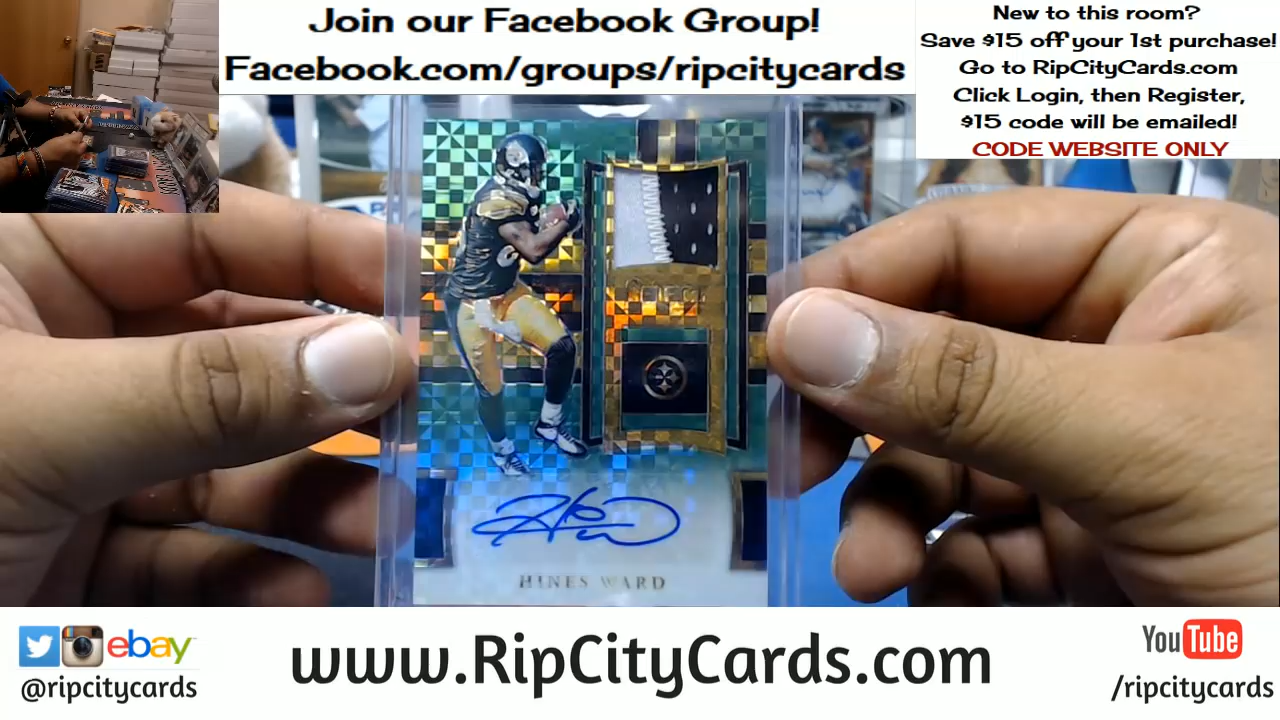 Join our Facebook Group!
Facebook.com/groups/ripcitycards
New to this room?
Save $15 off your 1st purchase!
Go to RipCityCards.com
Click Login, then Register,
$15 code will be emailed!
CODE WEBSITE ONLY
HINES WARD
ebay
@ripcitycards
www.RipCityCards.com
YouTube
/ripcitycards